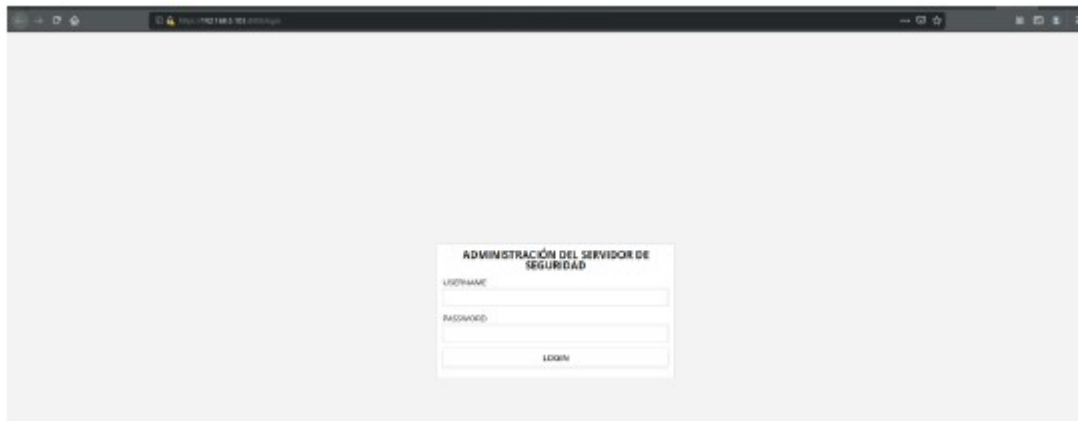 ADMINISTRACIÓN DEL SERVIDOR DE
SEGURIDAD
USERNAME
PASSWORD
LOGIN